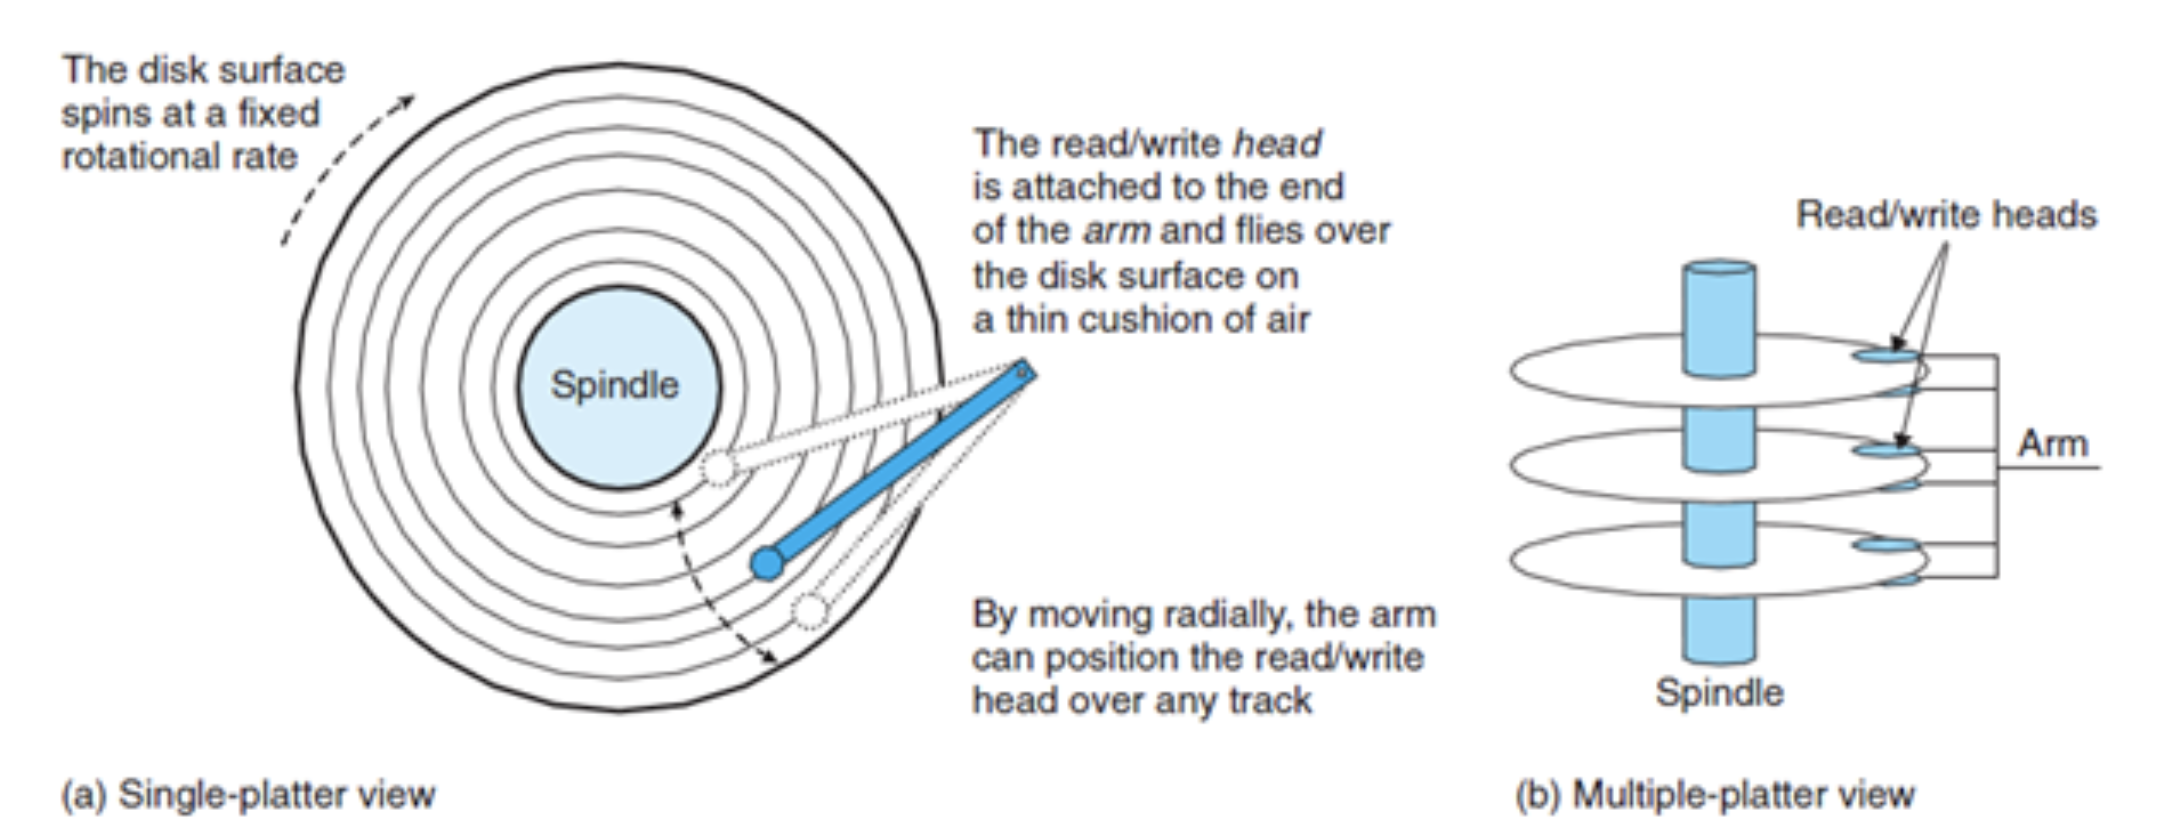 The disk surface
spins at a fixed
rotational rate
Spindle
The read/write head
is attached to the end
of the arm and flies over
the disk surface on
a thin cushion of air
By moving radially, the arm
can position the read/write
head over any track
(a) Single-platter view
Read/write heads
Arm
Spindle
(b) Multiple-platter view